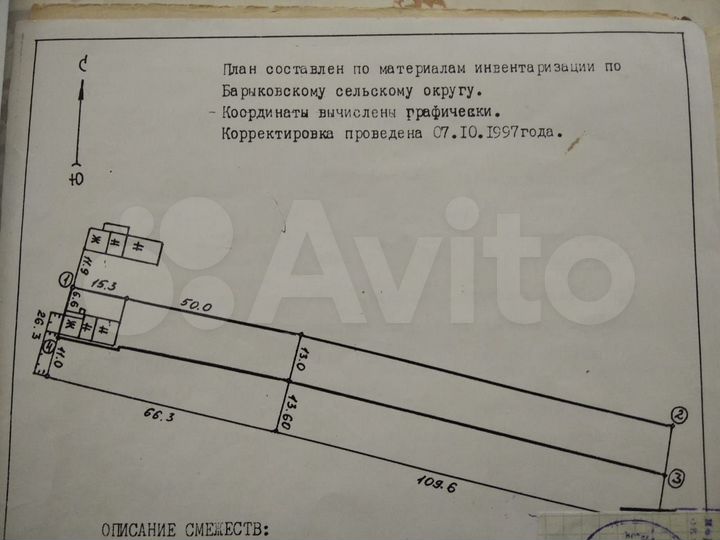 План составлен по материалам инвентаризации по
Барыковскому сельскому округу.
- Координаты вычислены графически.
Корректировка проведена 07.10.1997года.
С
Ю
Avito
Ж Н Н
11.9
1
15.3
6.6
50.0
26.3
Ж Н Н
11.0
13.0
13.60
2
3
66.3
109.6
ОПИСАНИЕ СМЕЖЕСТВ: